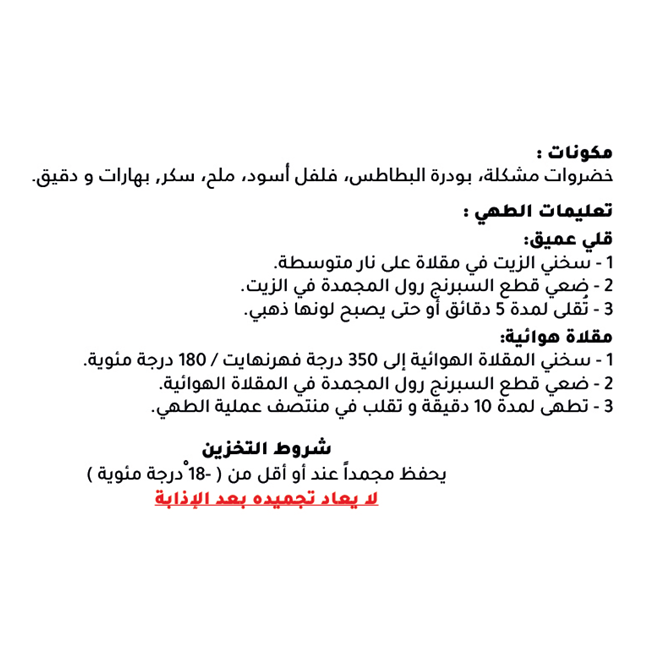 مكونات :
خضروات مشكلة، بودرة البطاطس، فلفل أسود، ملح، سكر, بهارات و دقيق.
تعليمات الطهي :
قلي عميق:
1 - سخني الزيت في مقلاة على نار متوسطة.
2 - ضعي قطع السبرنج رول المجمدة في الزيت.
3 - تُقلى لمدة 5 دقائق أو حتى يصبح لونها ذهبي.
مقلاة هوائية:
1 - سخني المقلاة الهوائية إلى 350 درجة فهرنهايت / 180 درجة مئوية.
2 - ضعي قطع السبرنج رول المجمدة في المقلاة الهوائية.
3 - تطهى لمدة 10 دقيقة و تقلب في منتصف عملية الطهي.
شروط التخزين
يحفظ مجمداً عند أو أقل من ( -18 ْدرجة مئوية )
لا يعاد تجميده بعد الإذابة